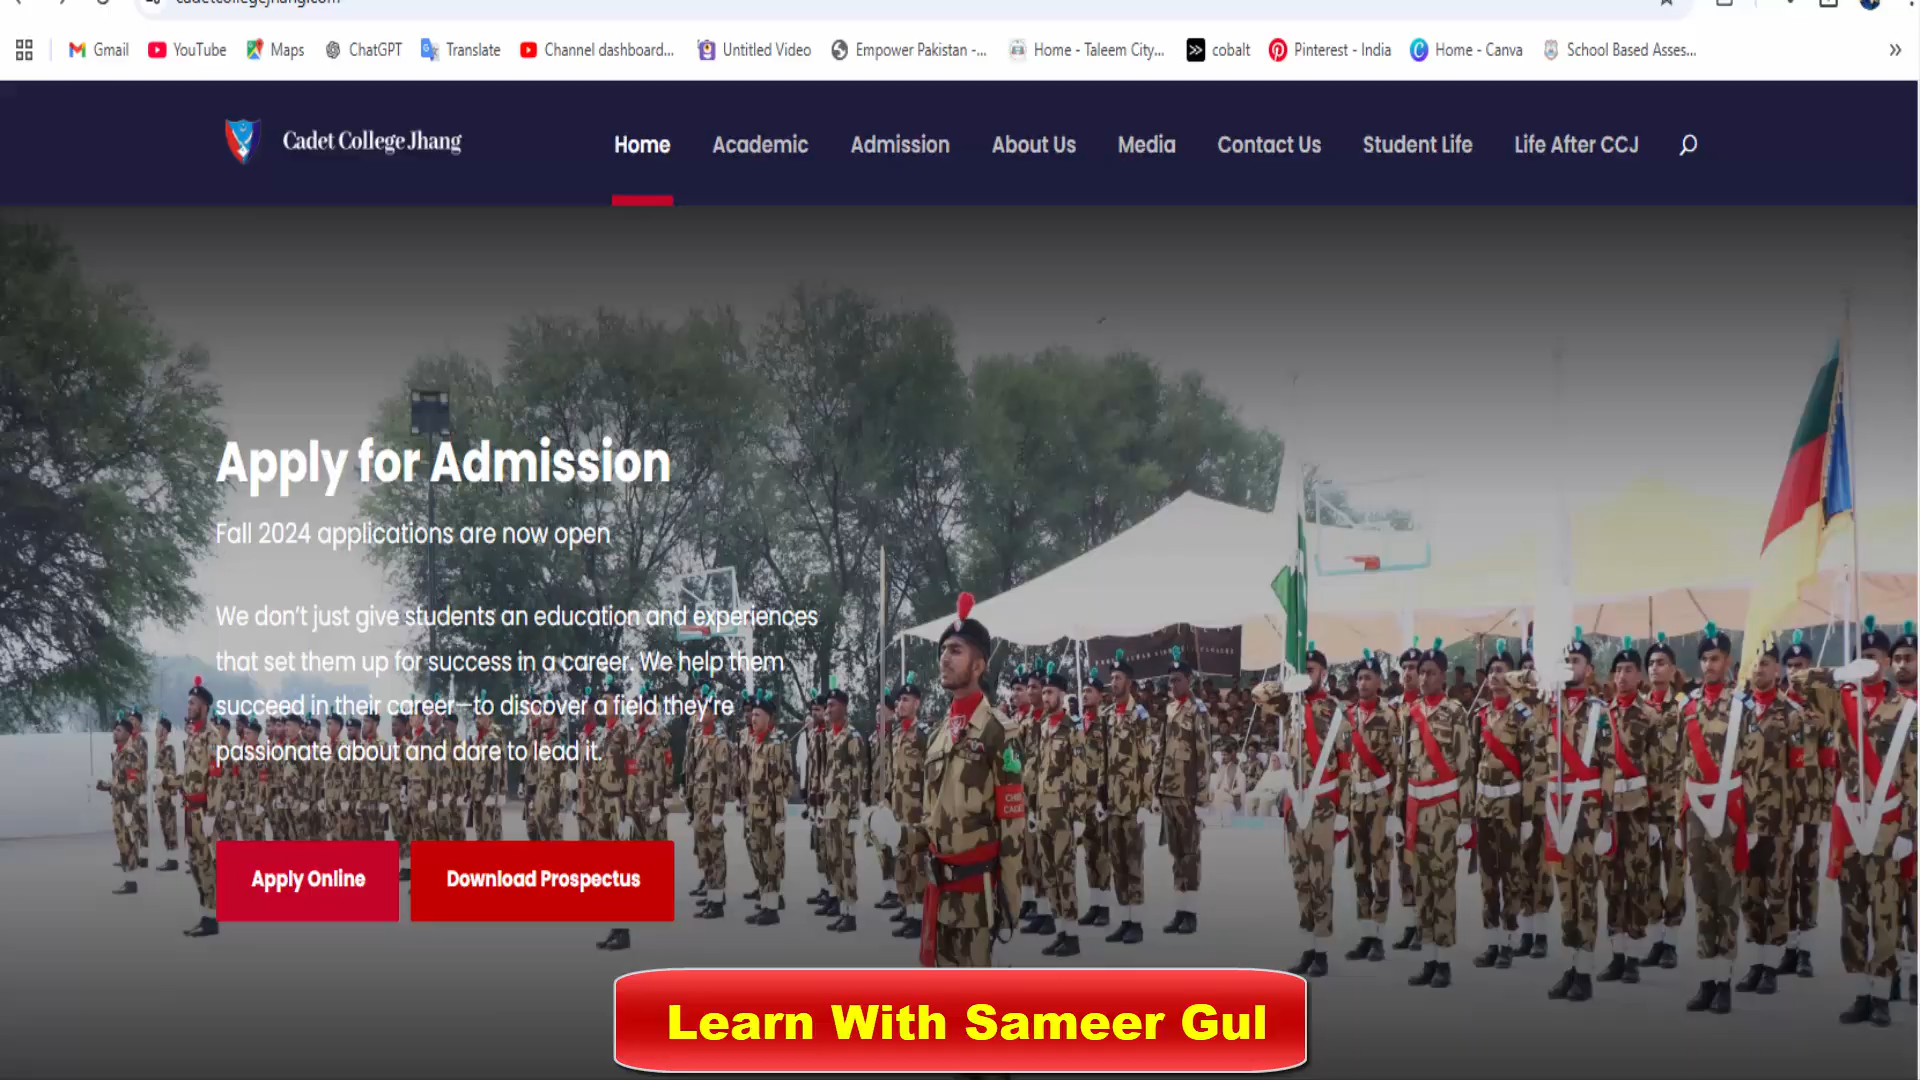 cadetcollegejhang.com
Gmail YouTube Maps ChatGPT Translate Channel dashboard... Untitled Video Empower Pakistan -... Home - Taleem City... cobalt Pinterest - India Home - Canva School Based Asses... »
Cadet College Jhang Home Academic Admission About Us Media Contact Us Student Life Life After CCJ
Apply for Admission
Fall 2024 applications are now open
We don’t just give students an education and experiences
that set them up for success in a career. We help them
succeed in their career—to discover a field they’re
passionate about and dare to lead it.
Apply Online Download Prospectus
Learn With Sameer Gul